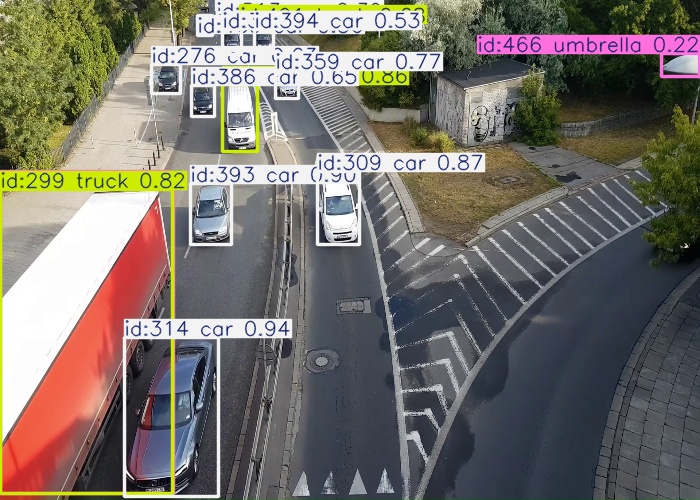 id:394 car 0.53
id:466 umbrella 0.22
id:276 car
id:359 car 0.77
id:386 car 0.65
0.86
id:309 car 0.87
id:299 truck 0.82
id:393 car 0.90
id:314 car 0.94